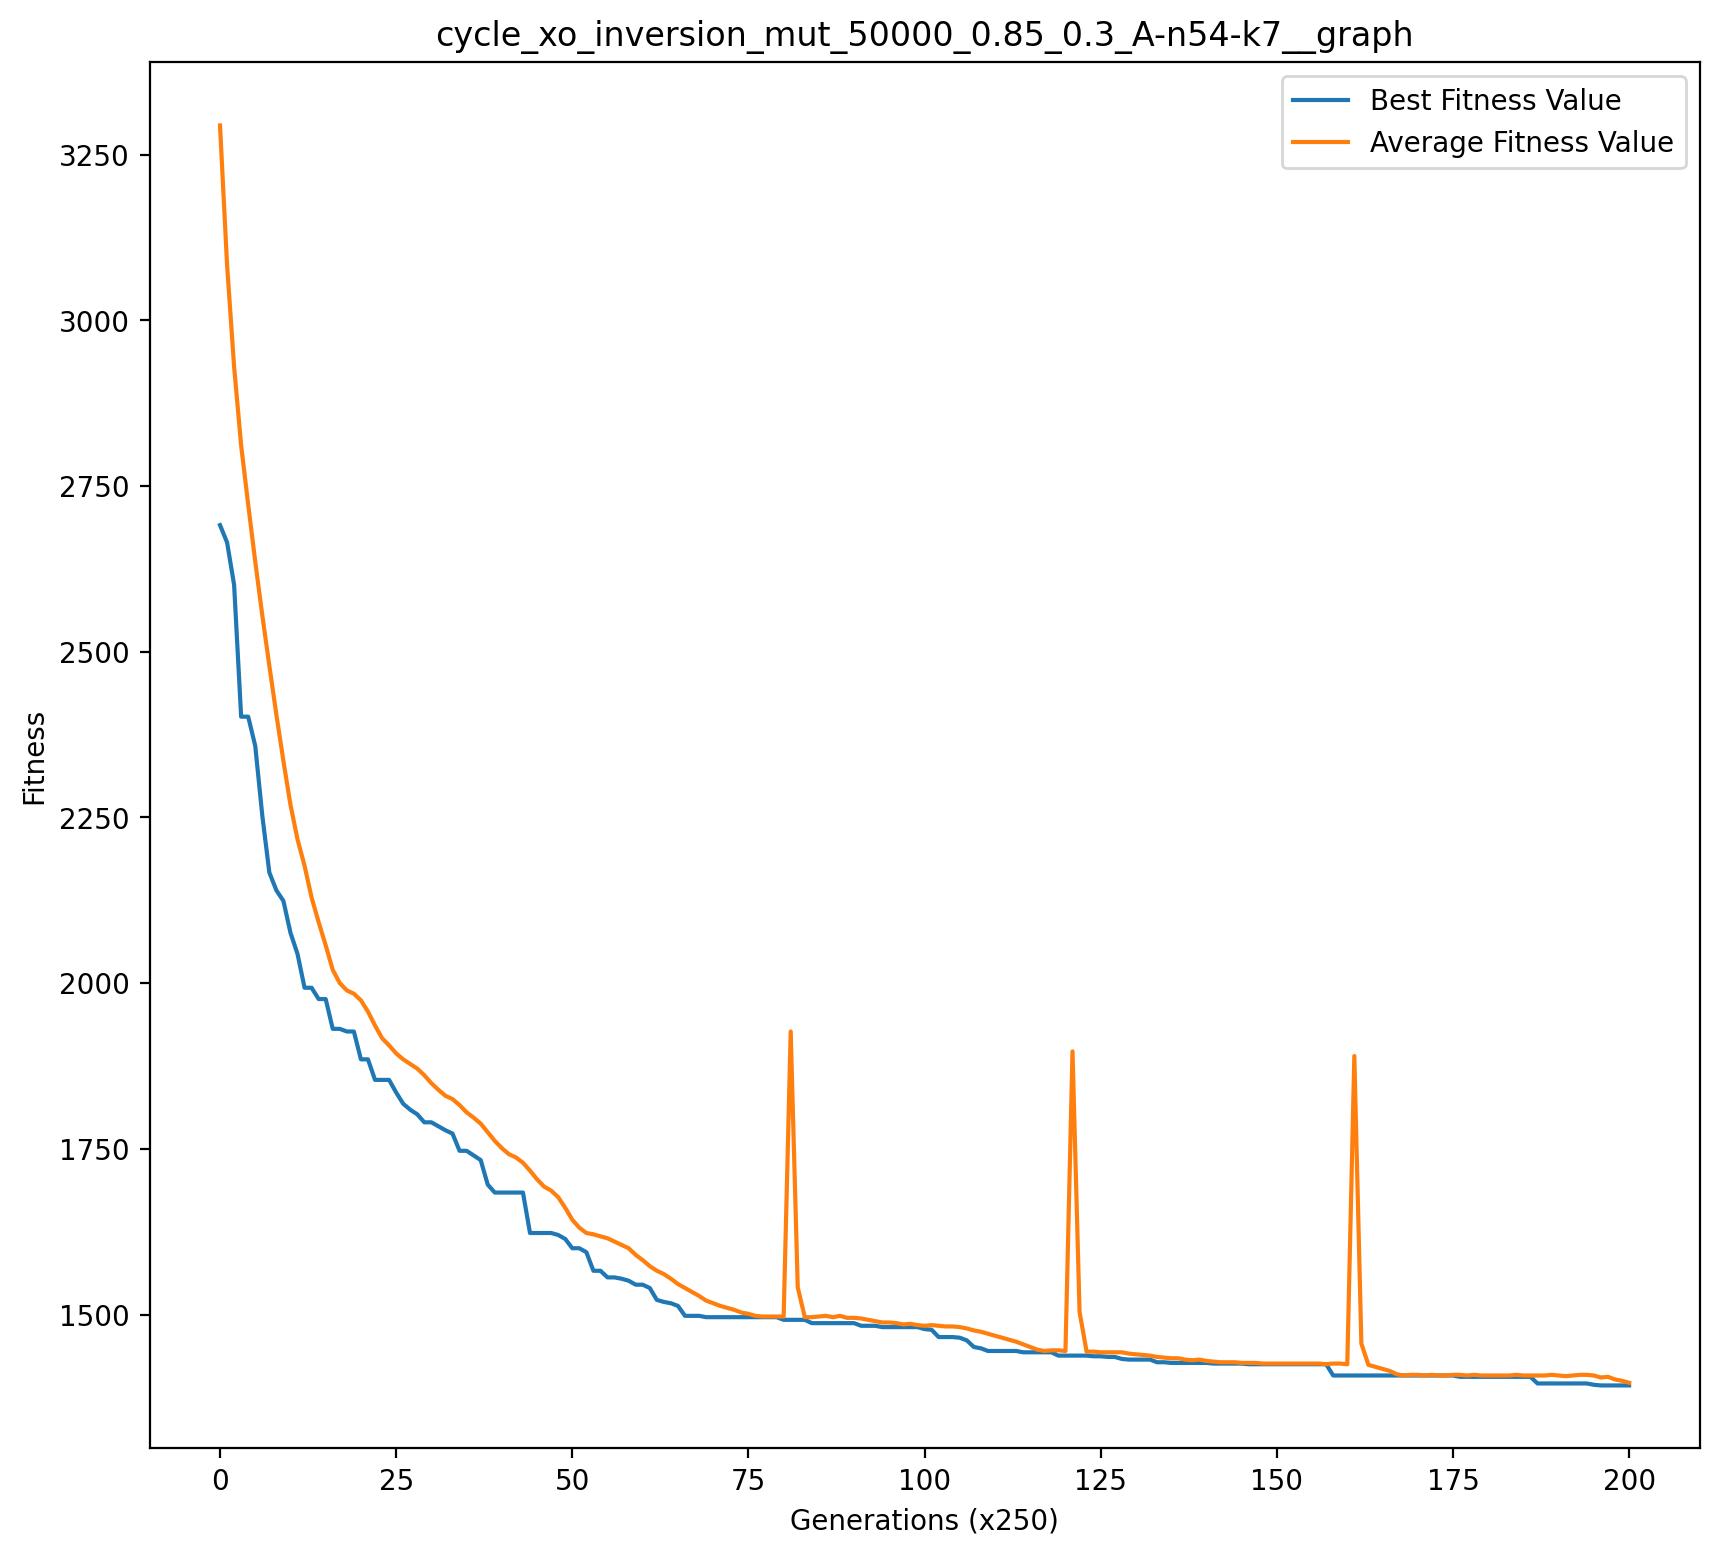 cycle_xo_inversion_mut_50000_0.85_0.3_A-n54-k7__graph
Best Fitness Value
Average Fitness Value
Fitness
3250
3000
2750
2500
2250
2000
1750
1500
0 25 50 75 100 125 150 175 200
Generations (x250)